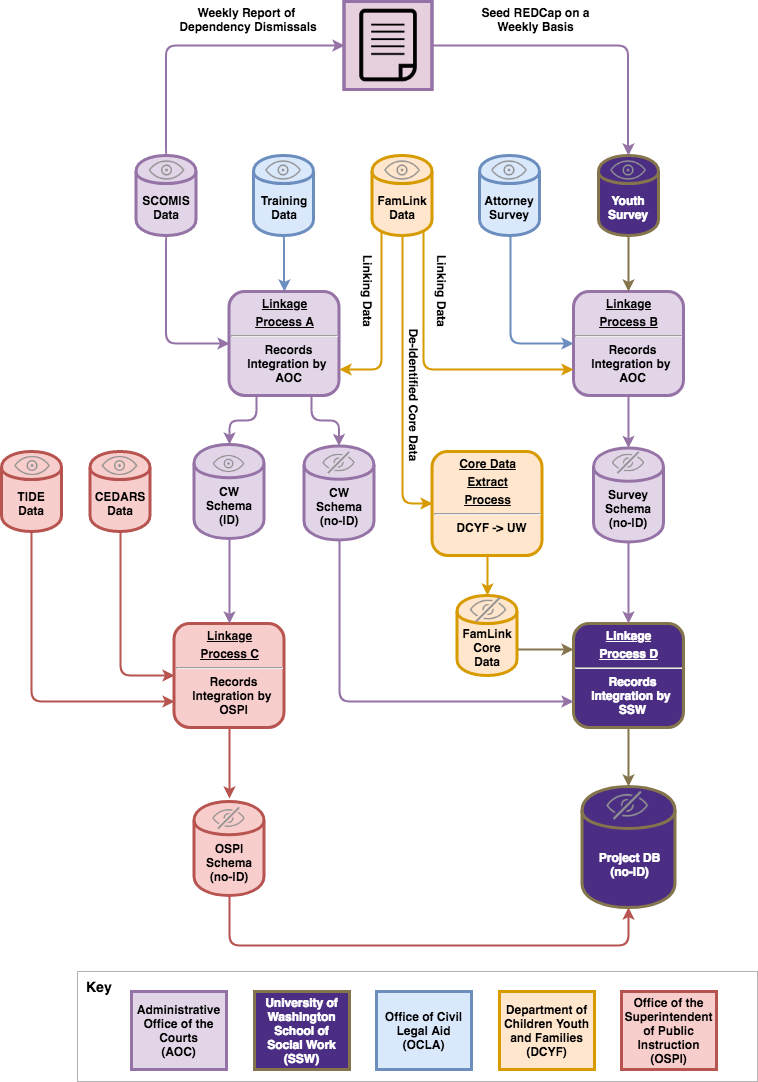 Weekly Report of
Dependency Dismissals
Seed REDCap on a
Weekly Basis
SCOMIS
Data
Training
Data
FamLink
Data
Attorney
Survey
Youth
Survey
Linking Data
De-Identified Core Data
Linking Data
Linkage
Process A
Records
Integration by
AOC
Linkage
Process B
Records
Integration by
AOC
TIDE
Data
CEDARS
Data
CW
Schema
(ID)
CW
Schema
(no-ID)
Core Data
Extract
Process
DCYF -> UW
Survey
Schema
(no-ID)
FamLink
Core
Data
Linkage
Process C
Records
Integration by
OSPI
Linkage
Process D
Records
Integration by
SSW
OSPI
Schema
(no-ID)
Project DB
(no-ID)
Key
Administrative
Office of the
Courts
(AOC)
University of
Washington
School of
Social Work
(SSW)
Office of Civil
Legal Aid
(OCLA)
Department of
Children Youth
and Families
(DCYF)
Office of the
Superintendent
of Public
Instruction
(OSPI)